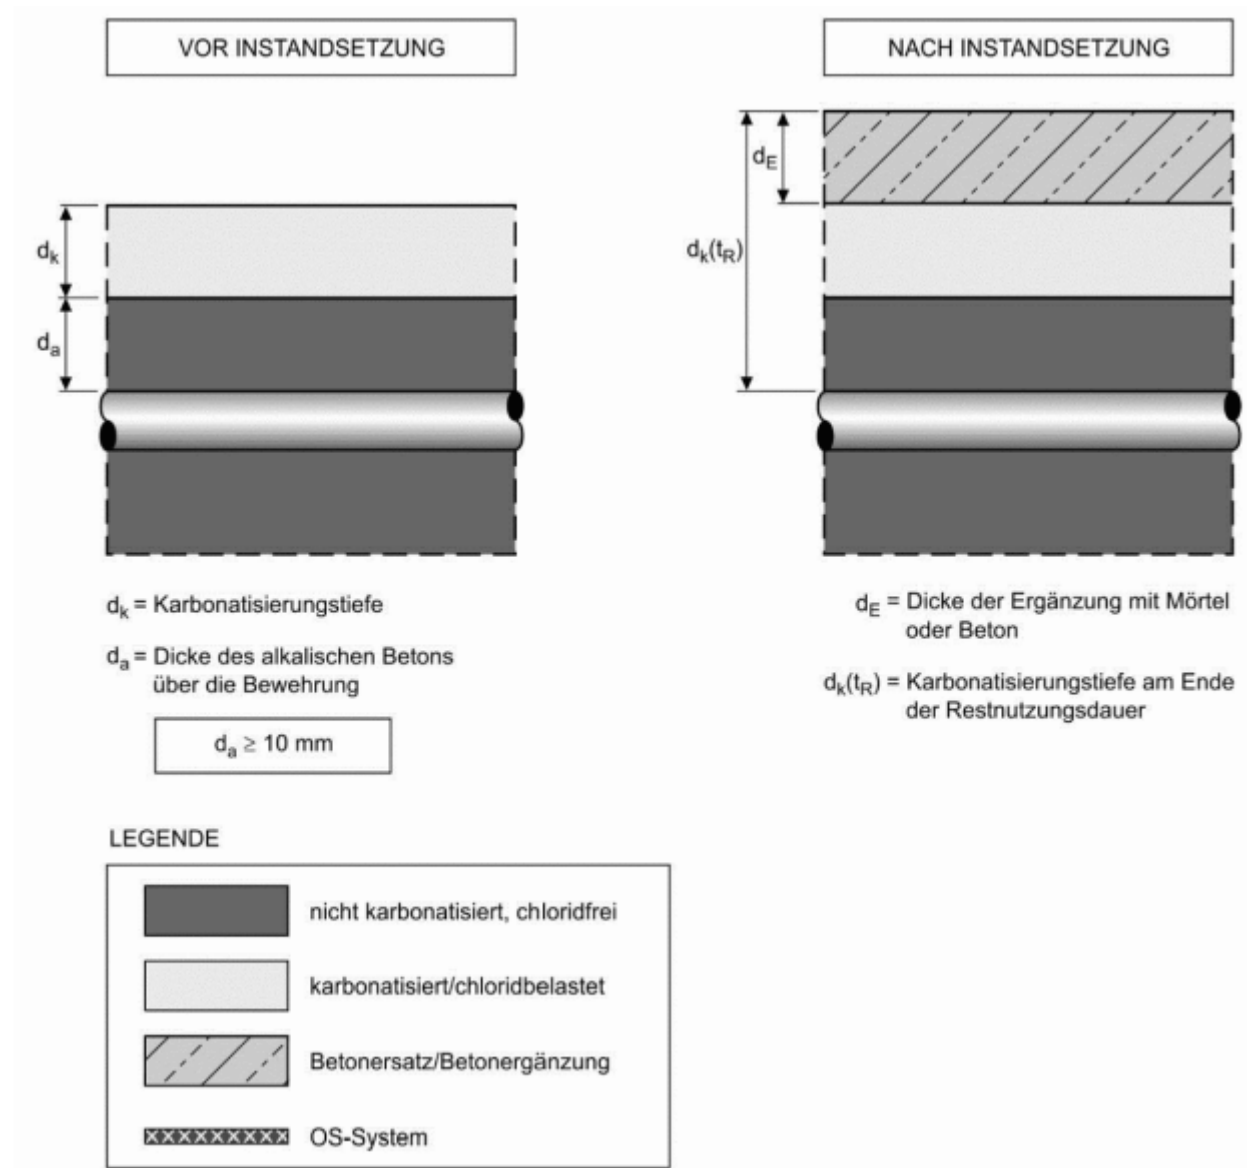 VOR INSTANDSETZUNG
NACH INSTANDSETZUNG
dk
da
dE
dk(tR)
dk = Karbonatisierungstiefe
da = Dicke des alkalischen Betons
über die Bewehrung
da ≥ 10 mm
dE = Dicke der Ergänzung mit Mörtel
oder Beton
dk(tR) = Karbonatisierungstiefe am Ende
der Restnutzungsdauer
LEGENDE
nicht karbonatisiert, chloridfrei
karbonatisiert/chloridbelastet
Betonersatz/Betonergänzung
OS-System